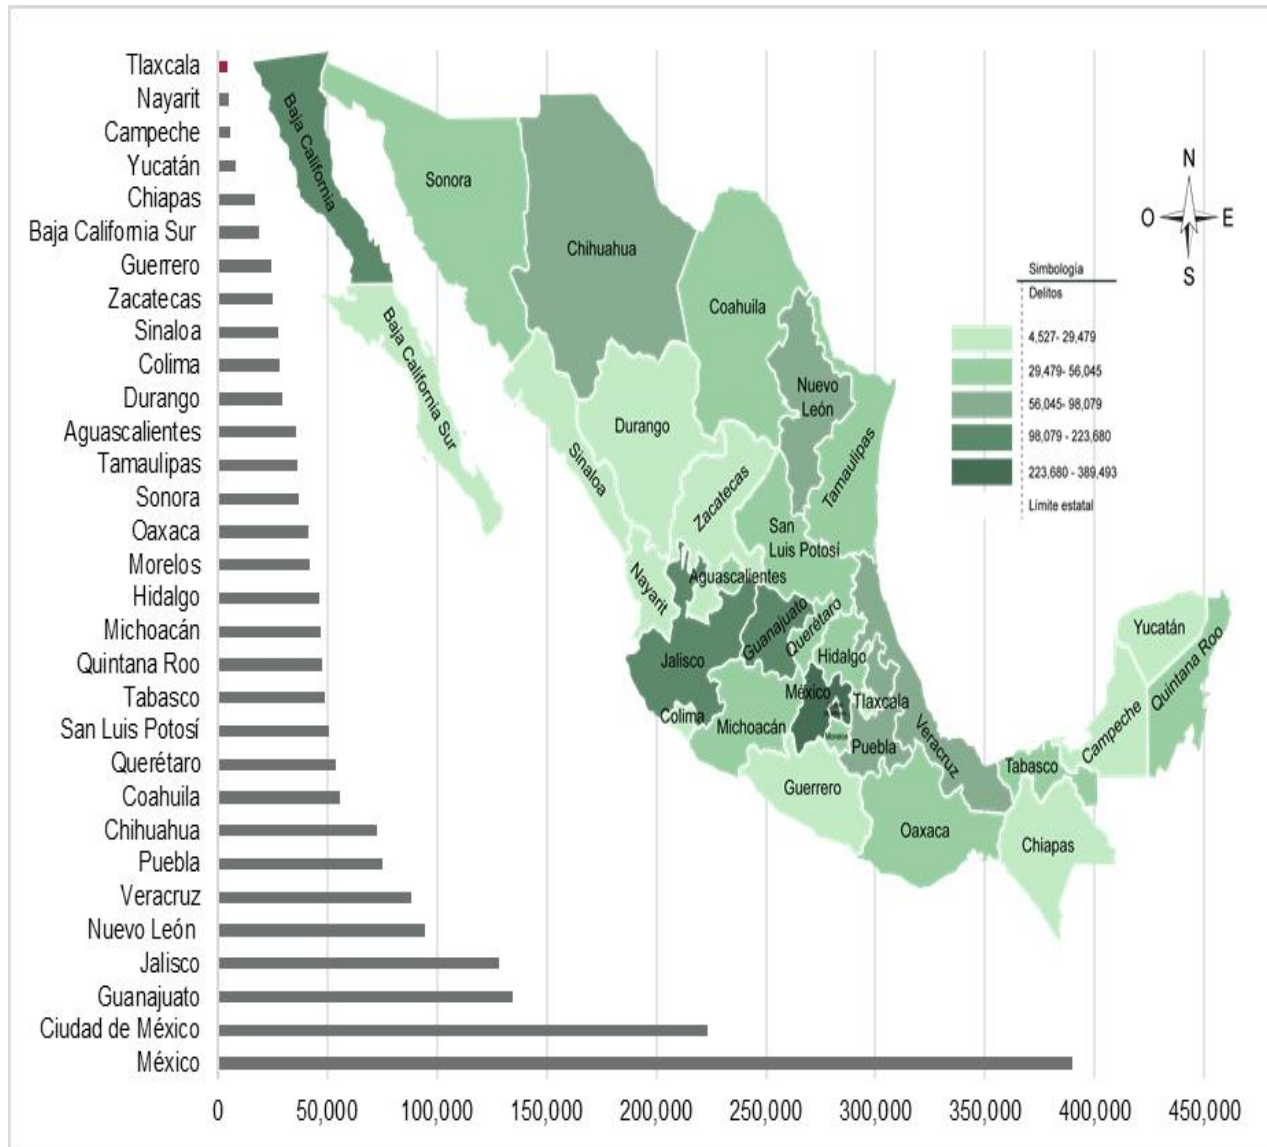 Tlaxcala
Nayarit
Campeche
Yucatán
Chiapas
Baja California Sur
Guerrero
Zacatecas
Sinaloa
Colima
Durango
Aguascalientes
Tamaulipas
Sonora
Oaxaca
Morelos
Hidalgo
Michoacán
Quintana Roo
Tabasco
San Luis Potosí
Querétaro
Coahuila
Chihuahua
Puebla
Veracruz
Nuevo León
Jalisco
Guanajuato
Ciudad de México
México
0 50,000 100,000 150,000 200,000 250,000 300,000 350,000 400,000 450,000
Baja California
Sonora
Chihuahua
Coahuila
Baja California Sur
Nuevo
León
Durango
Sinaloa
Zacatecas
Tamaulipas
San
Luis Potosí
Nayarit
Aguascalientes
Guanajuato
Querétaro
Jalisco
Hidalgo
México
Tlaxcala
Colima
Michoacán
Morelos
Puebla
Veracruz
Guerrero
Oaxaca
Tabasco
Chiapas
Campeche
Yucatán
Quintana Roo
N
O E
S
Simbología
Delitos
4,527- 29,479
29,479- 56,045
56,045- 98,079
98,079 - 223,680
223,680 - 389,493
Límite estatal